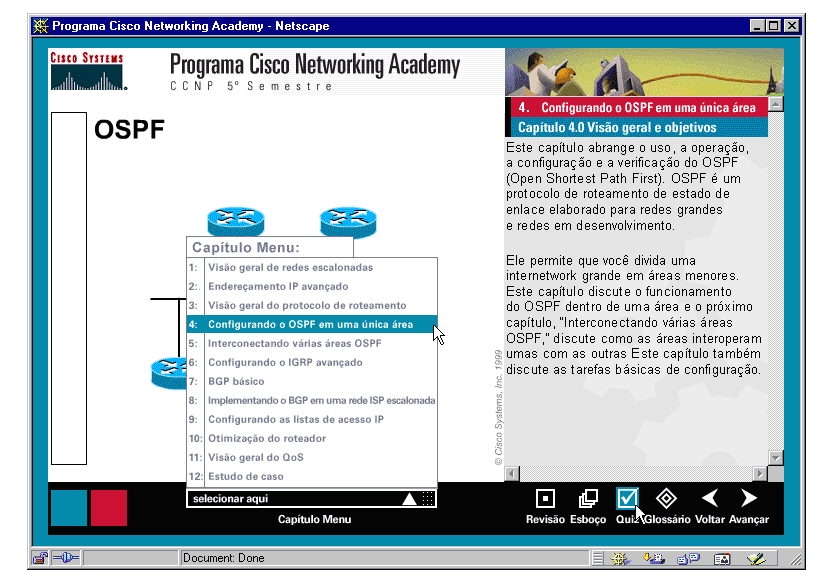 Programa Cisco Networking Academy - Netscape
CISCO SYSTEMS
Programa Cisco Networking Academy
CCNP 5º Semestre
OSPF
Capítulo Menu:
1: Visão geral de redes escalonadas
2: Endereçamento IP avançado
3: Visão geral do protocolo de roteamento
4: Configurando o OSPF em uma única área
5: Interconectando várias áreas OSPF
6: Configurando o IGRP avançado
7: BGP básico
8: Implementando o BGP em uma rede ISP escalonada
9: Configurando as listas de acesso IP
10: Otimização do roteador
11: Visão geral do QoS
12: Estudo de caso
selecionar aqui
Capítulo Menu
© Cisco Systems, Inc. 1999
4. Configurando o OSPF em uma única área
Capítulo 4.0 Visão geral e objetivos
Este capítulo abrange o uso, a operação,
a configuração e a verificação do OSPF
(Open Shortest Path First). OSPF é um
protocolo de roteamento de estado de
enlace elaborado para redes grandes
e redes em desenvolvimento.
Ele permite que você divida uma
internetwork grande em áreas menores.
Este capítulo discute o funcionamento
do OSPF dentro de uma área e o próximo
capítulo, "Interconectando várias áreas
OSPF," discute como as áreas interoperam
umas com as outras Este capítulo também
discute as tarefas básicas de configuração.
Revisão Esboço Quiz Glossário Voltar Avançar
Document: Done